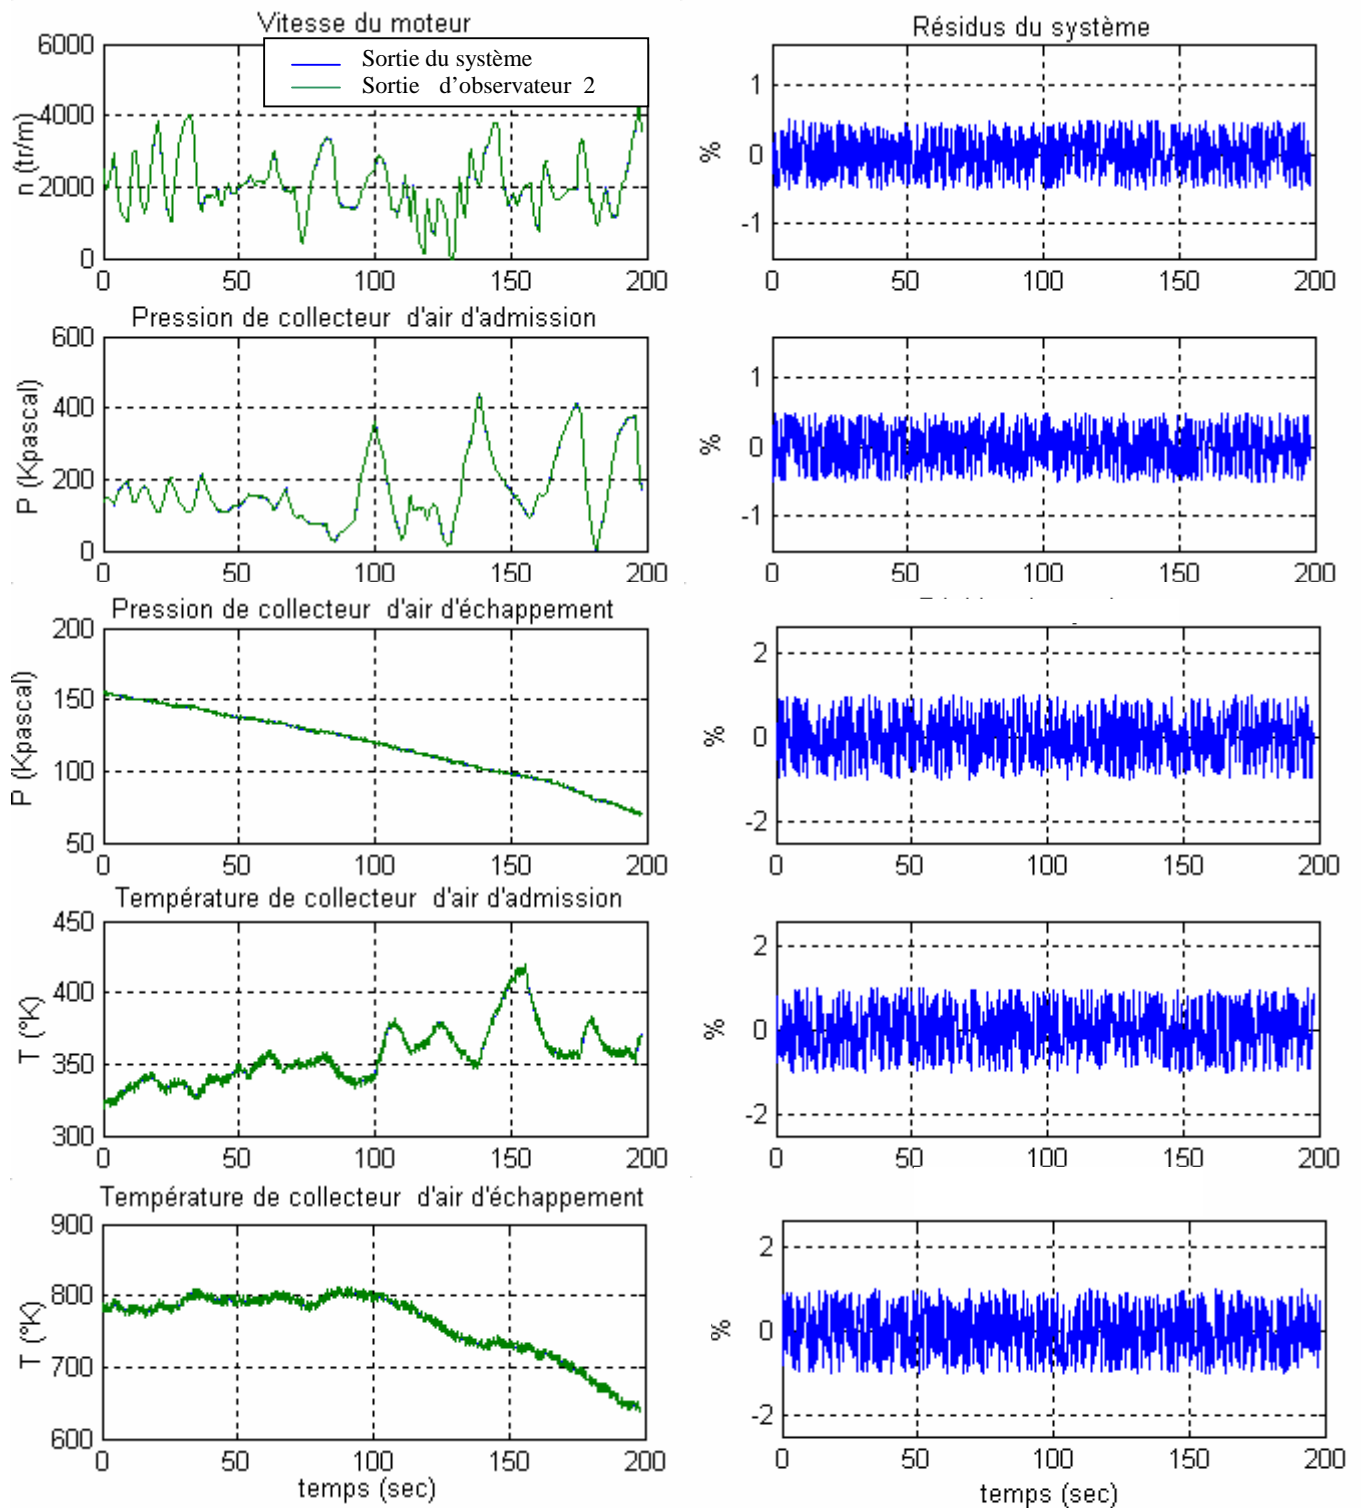 Vitesse du moteur
6000
4000
2000
0
n (tr/m)
Sortie du système
Sortie d'observateur 2
0 50 100 150 200
Résidus du système
1
0
-1
%
0 50 100 150 200
Pression de collecteur d'air d'admission
600
400
200
0
P (Kpascal)
0 50 100 150 200
1
0
-1
%
0 50 100 150 200
Pression de collecteur d'air d'échappement
200
150
100
50
P (Kpascal)
0 50 100 150 200
2
0
-2
%
0 50 100 150 200
Température de collecteur d'air d'admission
450
400
350
300
T (°K)
0 50 100 150 200
2
0
-2
%
0 50 100 150 200
Température de collecteur d'air d'échappement
900
800
700
600
T (°K)
0 50 100 150 200
temps (sec)
2
0
-2
%
0 50 100 150 200
temps (sec)